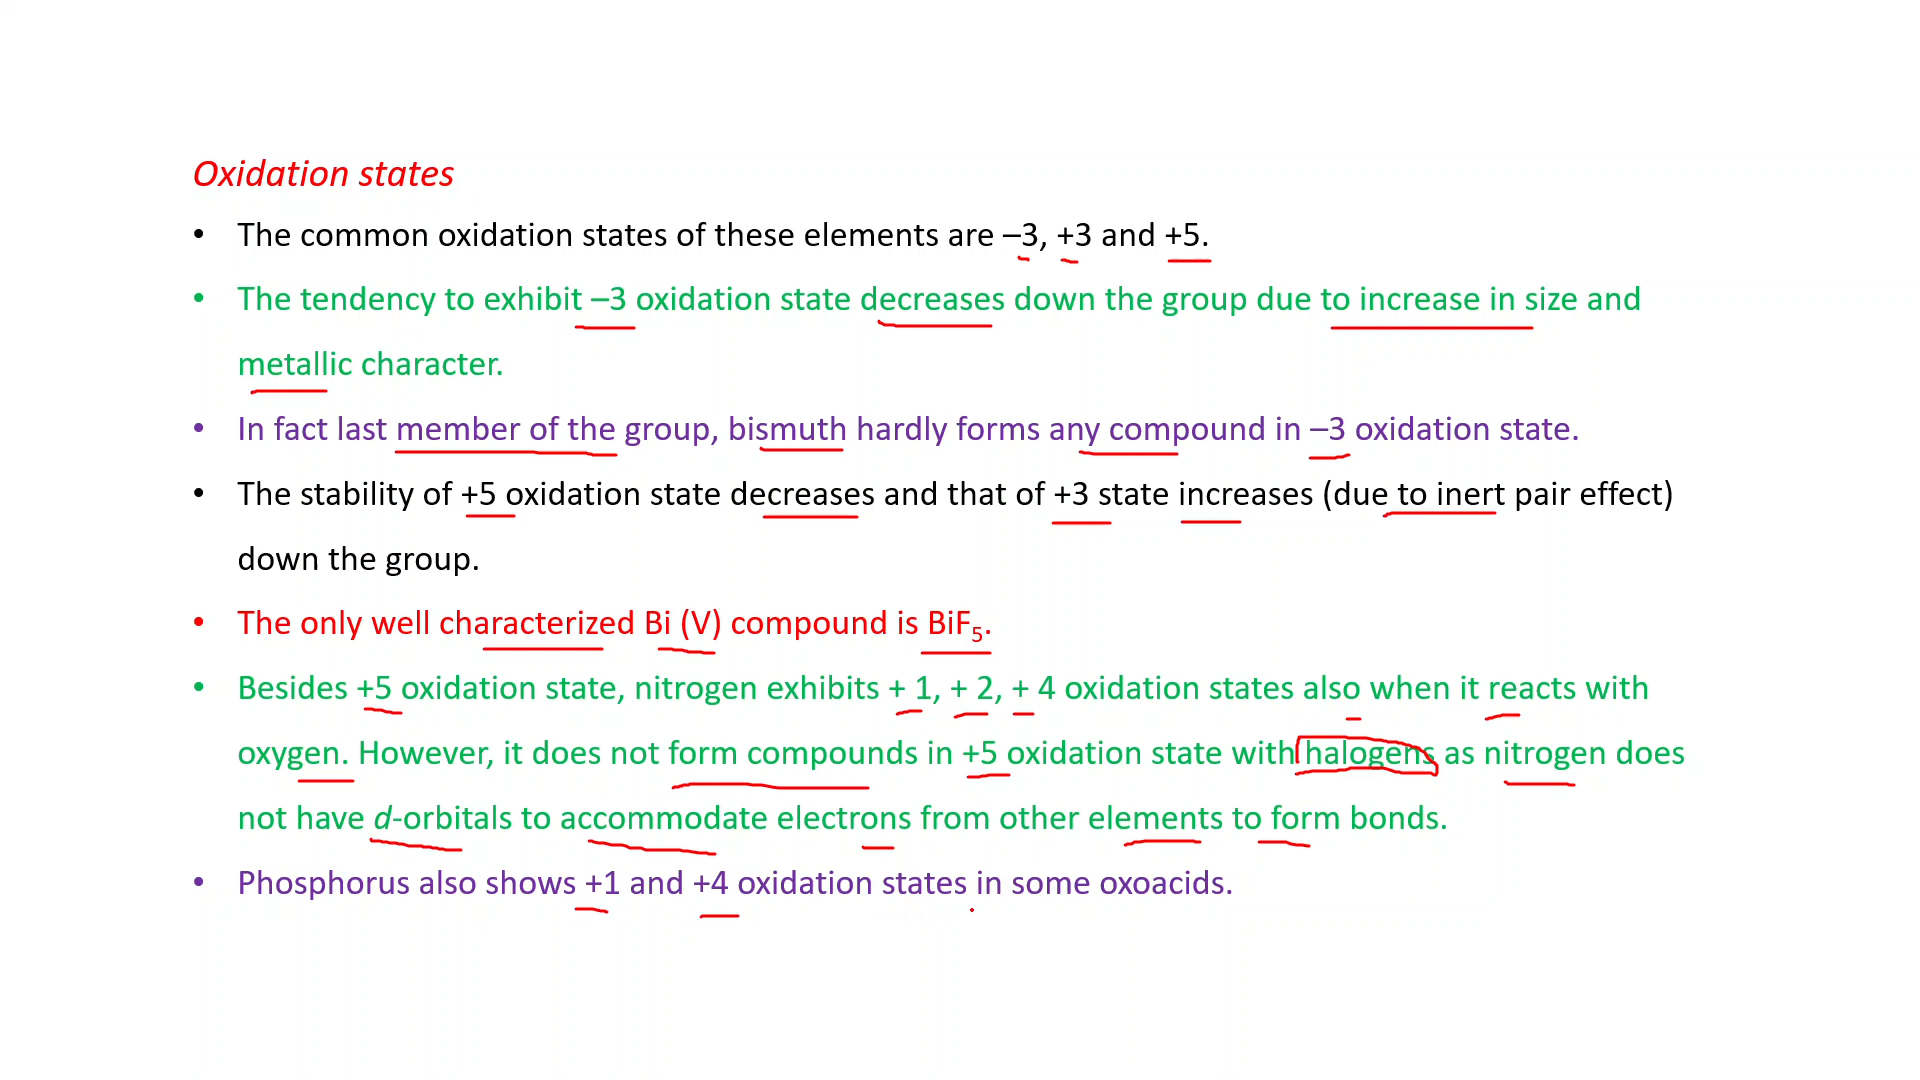 Oxidation states
• The common oxidation states of these elements are –3, +3 and +5.
• The tendency to exhibit –3 oxidation state decreases down the group due to increase in size and
metallic character.
• In fact last member of the group, bismuth hardly forms any compound in –3 oxidation state.
• The stability of +5 oxidation state decreases and that of +3 state increases (due to inert pair effect)
down the group.
• The only well characterized Bi (V) compound is BiF₅.
• Besides +5 oxidation state, nitrogen exhibits + 1, + 2, + 4 oxidation states also when it reacts with
oxygen. However, it does not form compounds in +5 oxidation state with halogens as nitrogen does
not have d-orbitals to accommodate electrons from other elements to form bonds.
• Phosphorus also shows +1 and +4 oxidation states in some oxoacids.